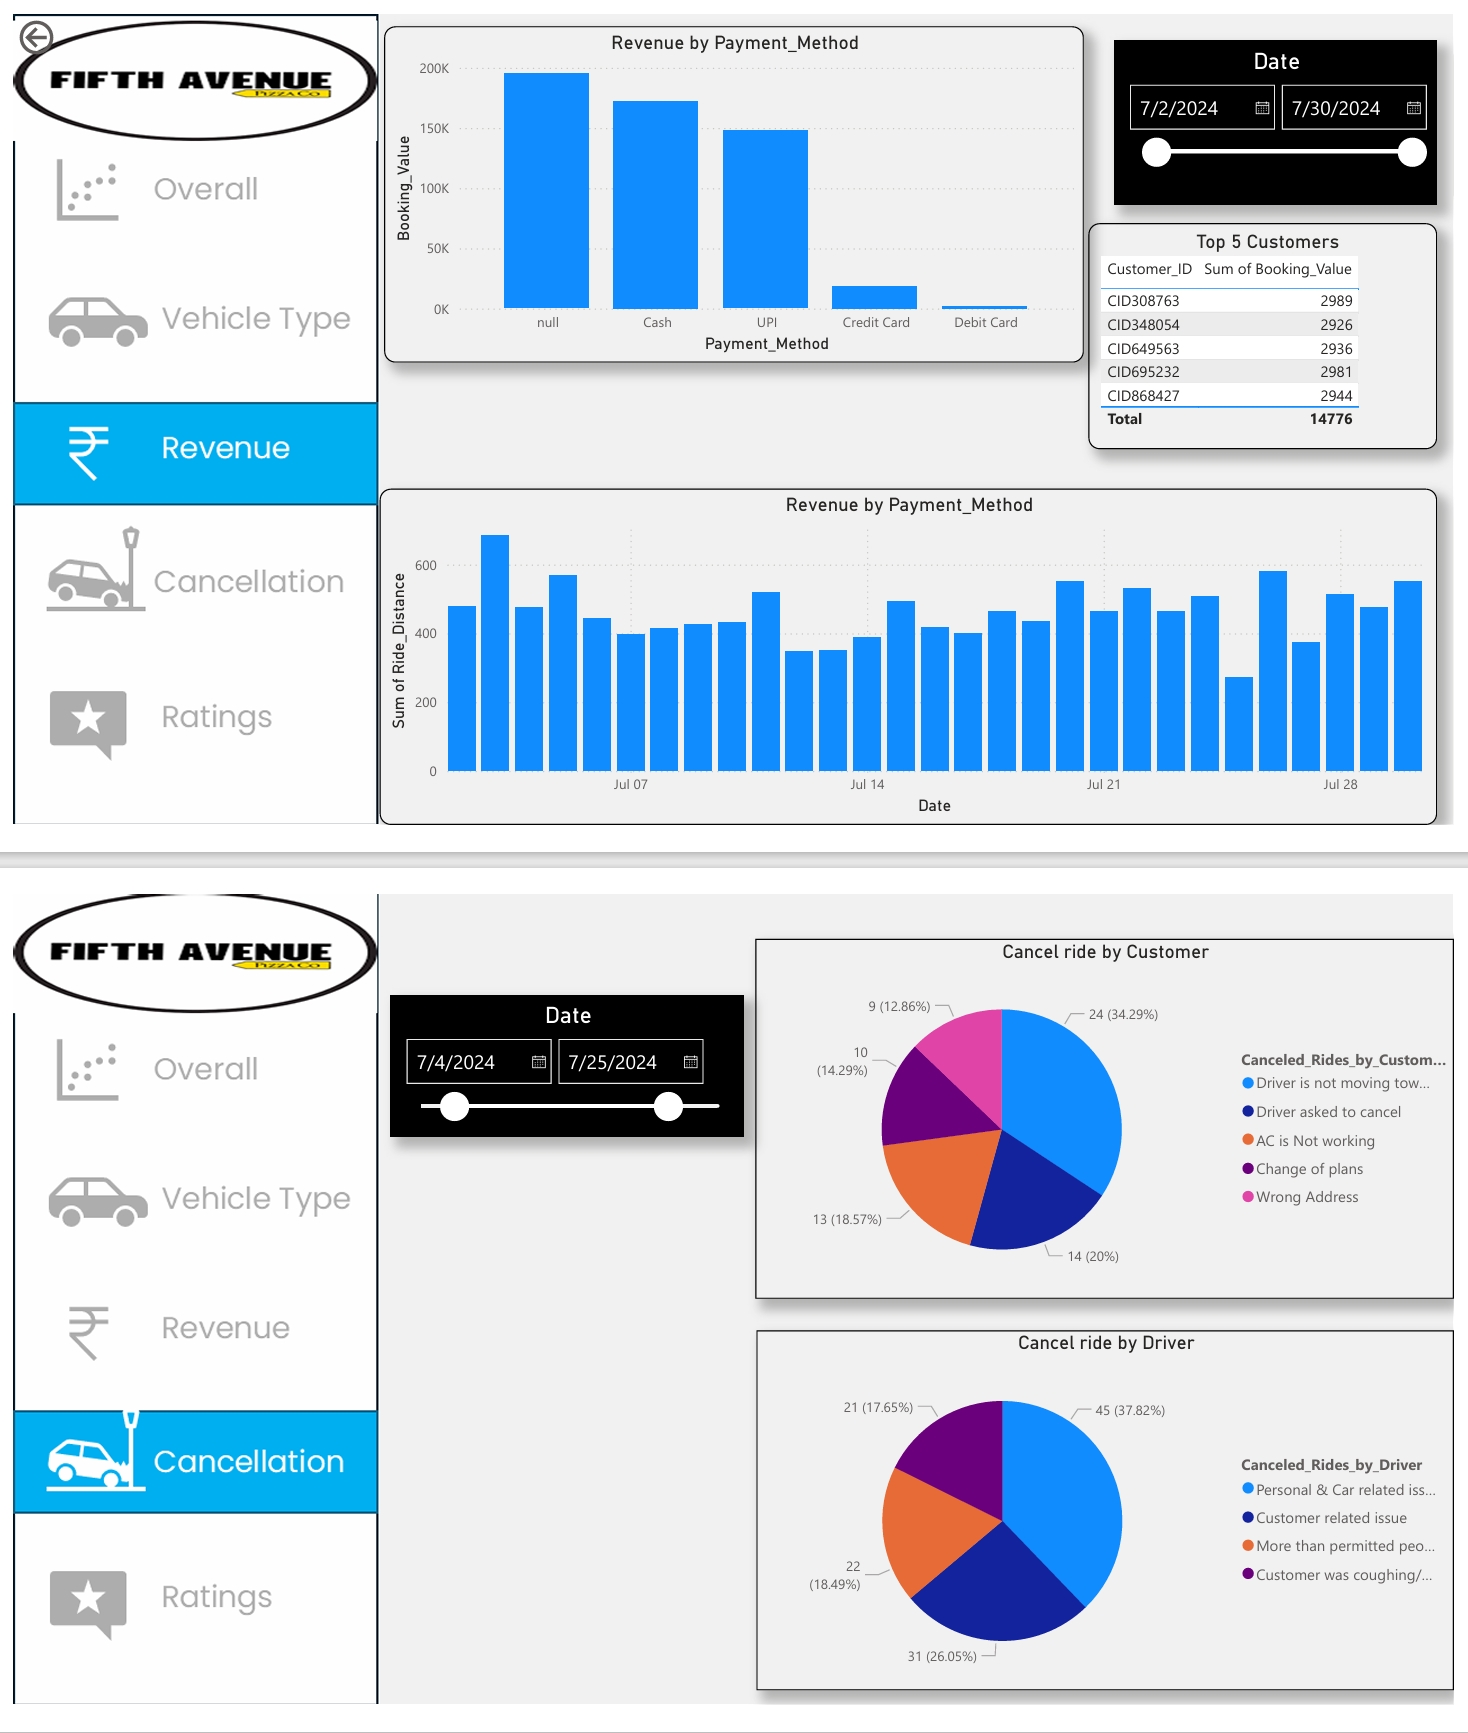 FIFTH AVENUE
PIZZA CO
Overall
Vehicle Type
₹ Revenue
Cancellation
Ratings
Revenue by Payment_Method
Booking_Value
200K
150K
100K
50K
0K
null Cash UPI Credit Card Debit Card
Payment_Method
Date
7/2/2024 7/30/2024
Top 5 Customers
Customer_ID Sum of Booking_Value
CID308763 2989
CID348054 2926
CID649563 2936
CID695232 2981
CID868427 2944
Total 14776
Revenue by Payment_Method
Sum of Ride_Distance
600
400
200
0
Jul 07 Jul 14 Jul 21 Jul 28
Date
FIFTH AVENUE
PIZZA CO
Overall
Vehicle Type
₹ Revenue
Cancellation
Ratings
Date
7/4/2024 7/25/2024
Cancel ride by Customer
9 (12.86%)
24 (34.29%)
10
(14.29%)
13 (18.57%)
14 (20%)
Canceled_Rides_by_Custom...
Driver is not moving tow...
Driver asked to cancel
AC is Not working
Change of plans
Wrong Address
Cancel ride by Driver
21 (17.65%)
45 (37.82%)
22
(18.49%)
31 (26.05%)
Canceled_Rides_by_Driver
Personal & Car related iss...
Customer related issue
More than permitted peo...
Customer was coughing/...